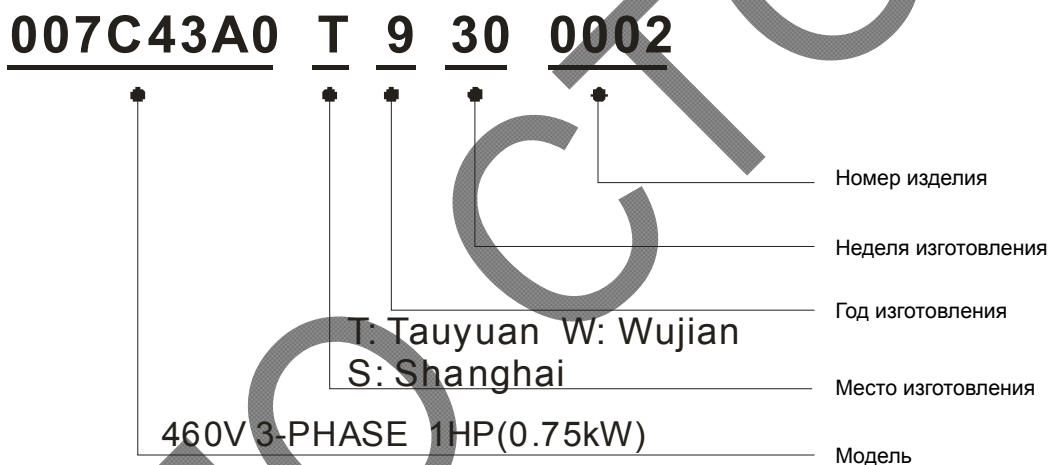 007C43A0 T 9 30 0002
Номер изделия
Неделя изготовления
Год изготовления
T: Tauyuan W: Wujian
S: Shanghai
Место изготовления
460V 3-PHASE 1HP(0.75kW)
Модель